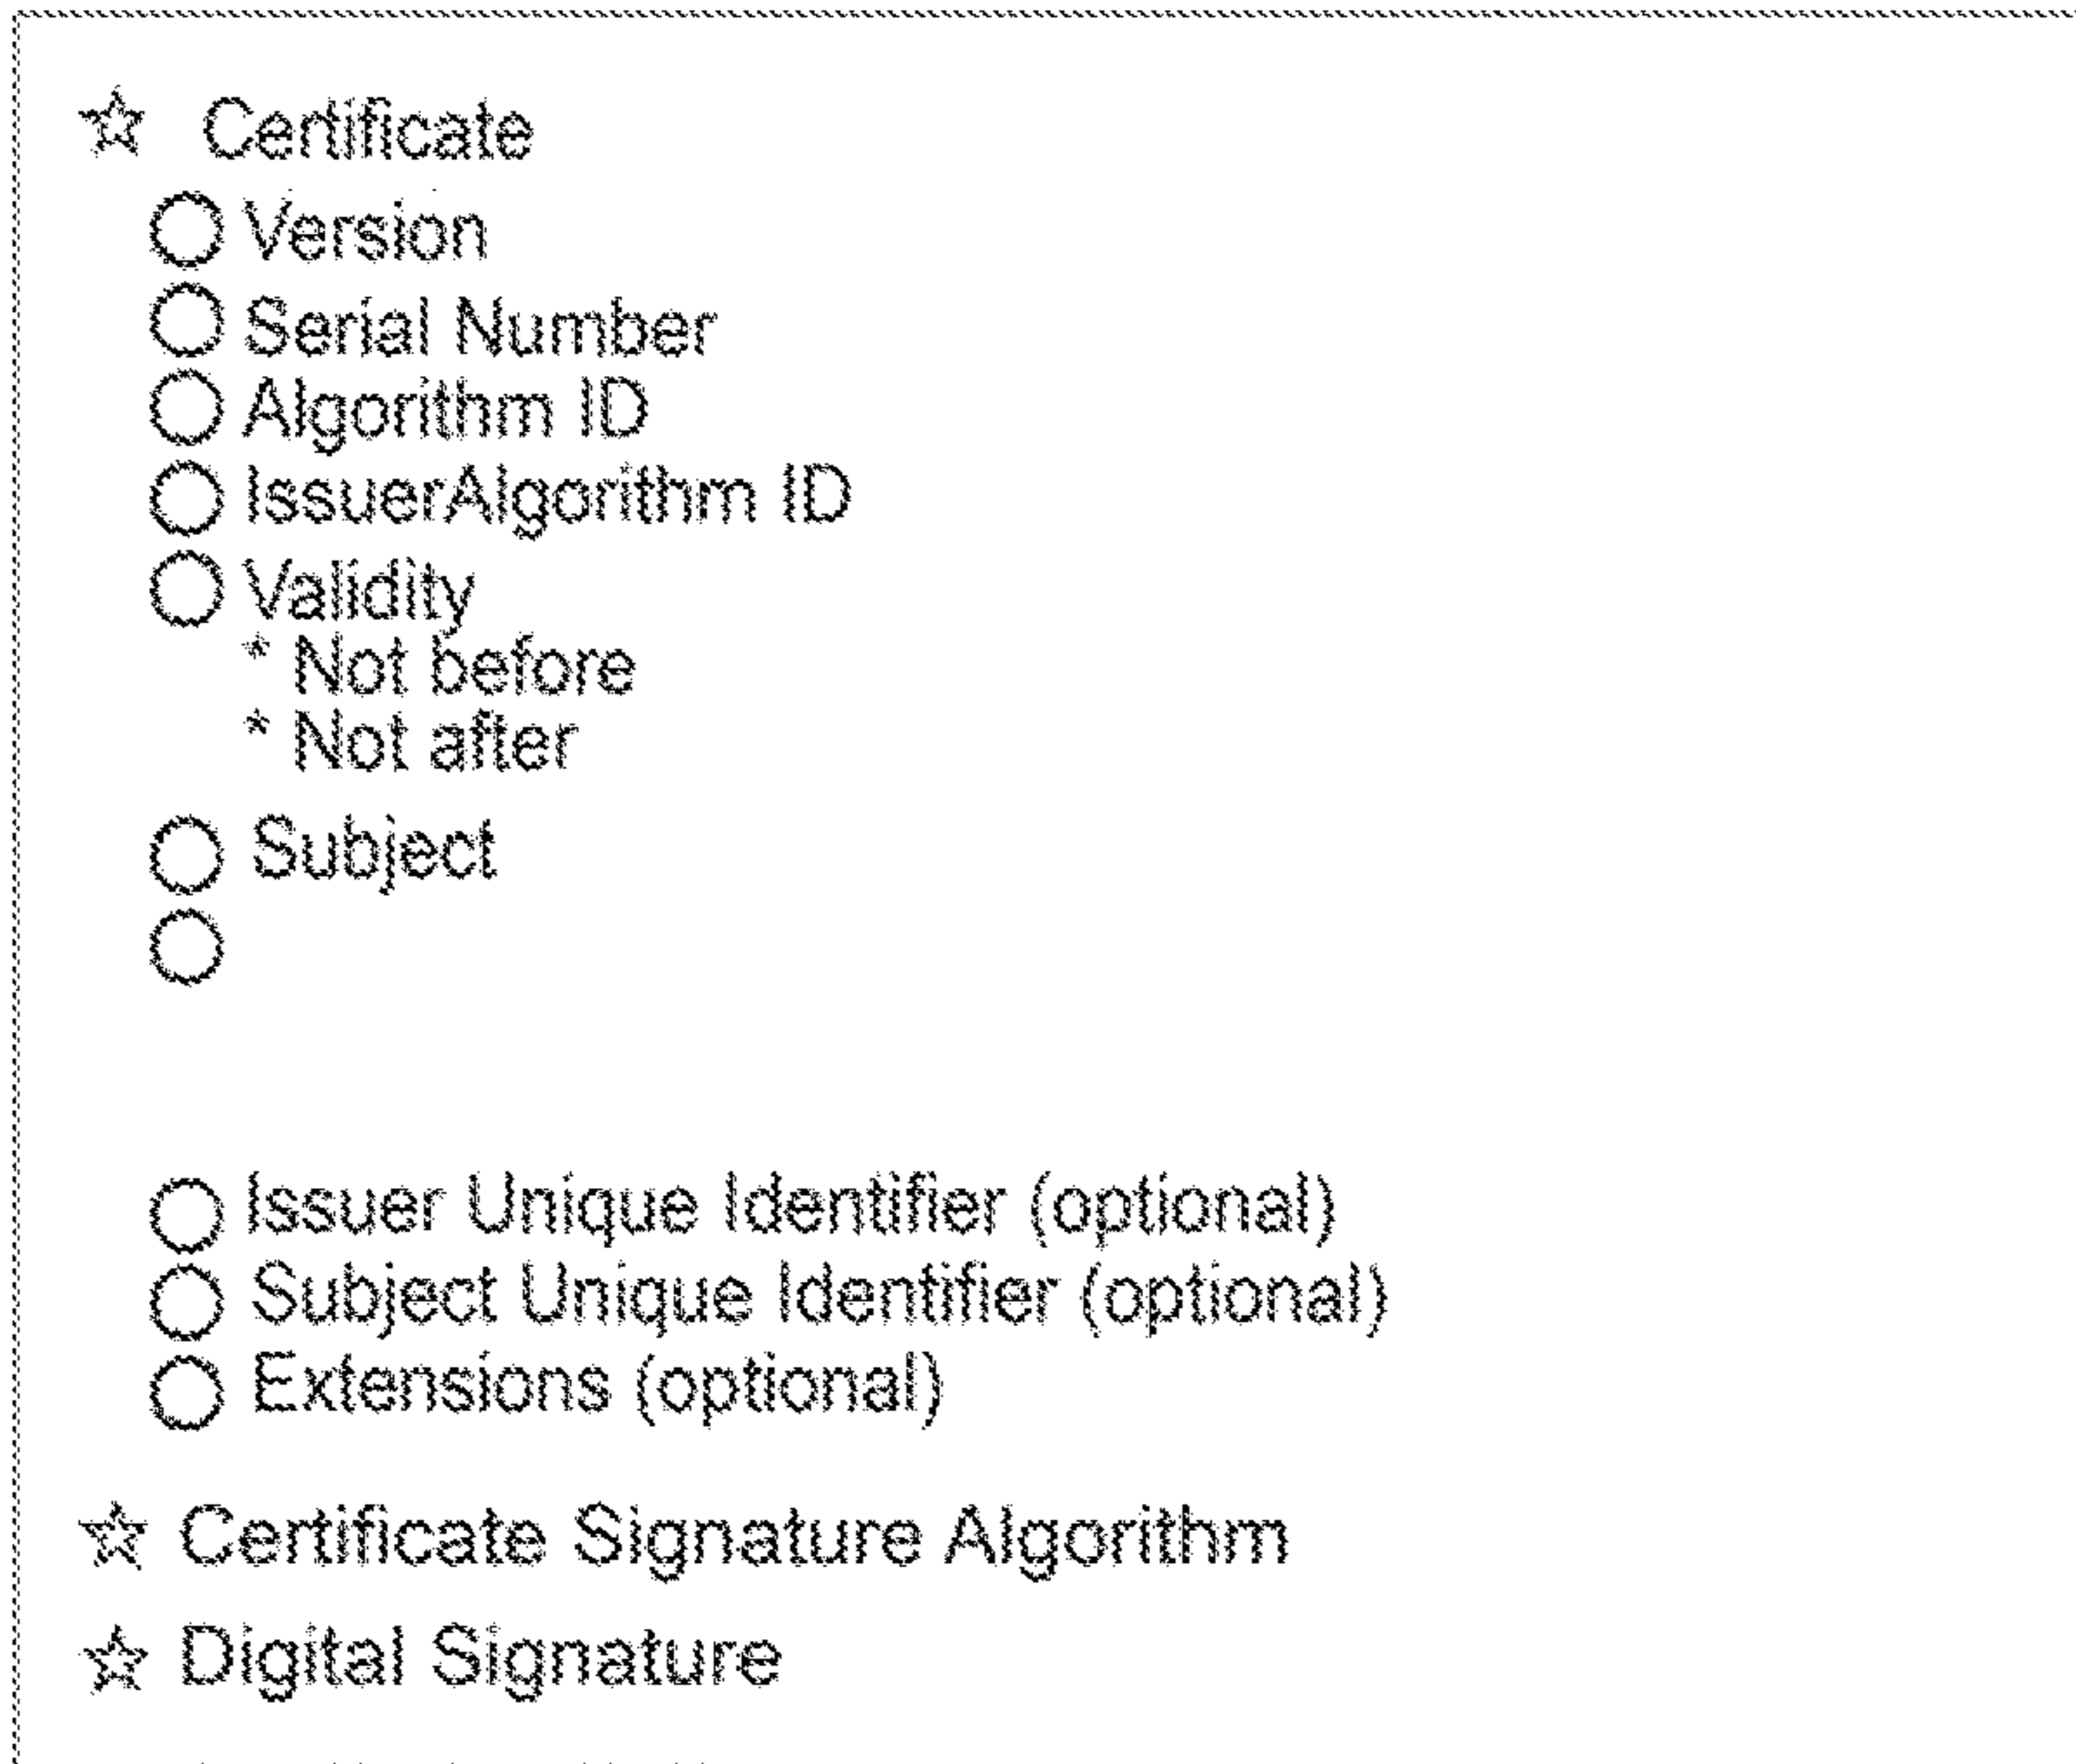 ☆ Certificate
○ Version
○ Serial Number
○ Algorithm ID
○ IssuerAlgorithm ID
○ Validity
* Not before
* Not after
○ Subject
○
○ Issuer Unique Identifier (optional)
○ Subject Unique Identifier (optional)
○ Extensions (optional)
☆ Certificate Signature Algorithm
☆ Digital Signature